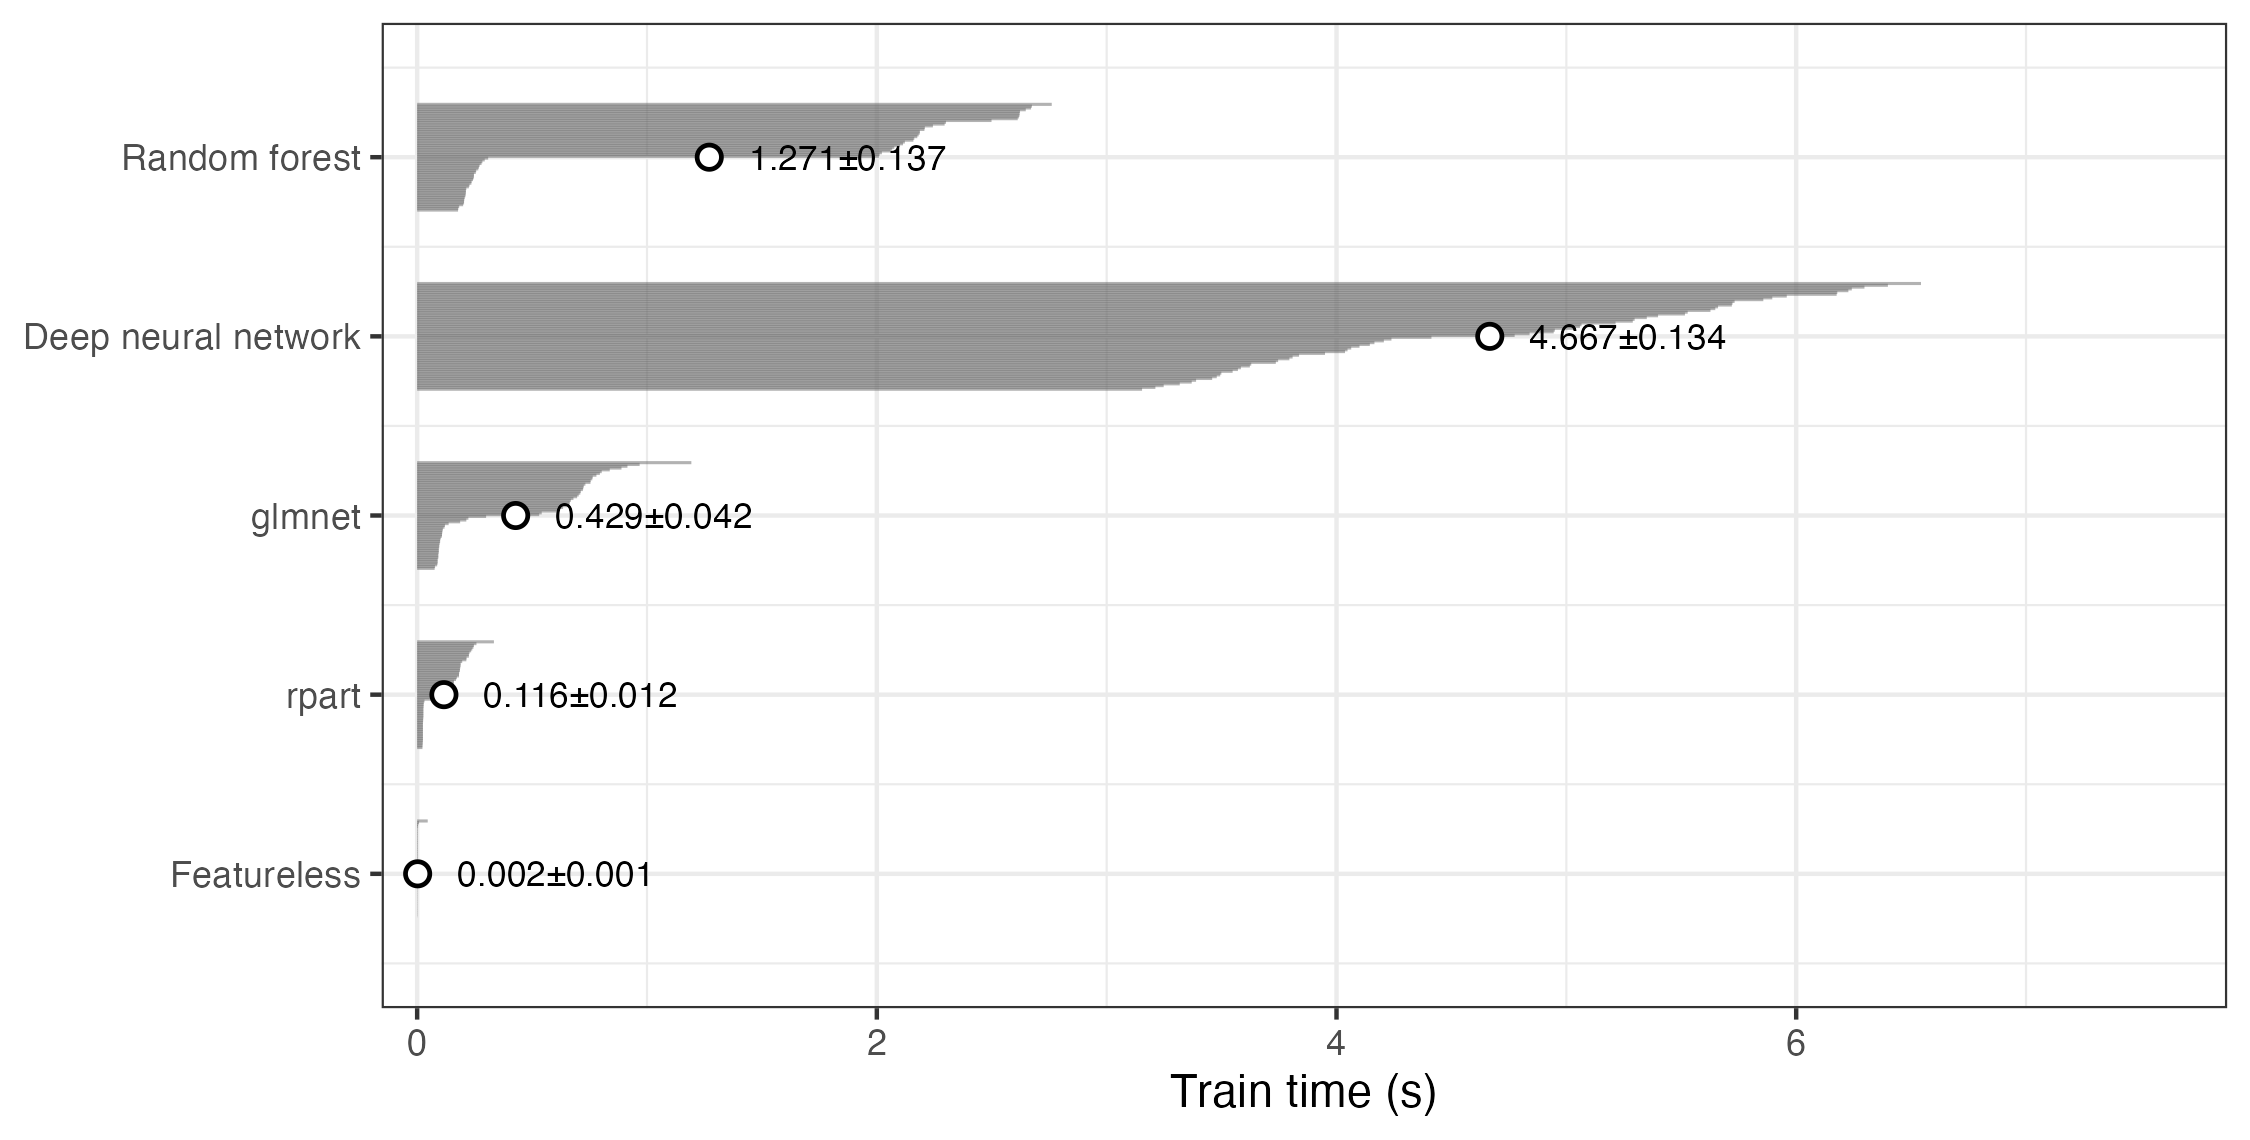 Random forest
1.271±0.137
Deep neural network
4.667±0.134
glmnet
0.429±0.042
rpart
0.116±0.012
Featureless
0.002±0.001
0 2 4 6
Train time (s)